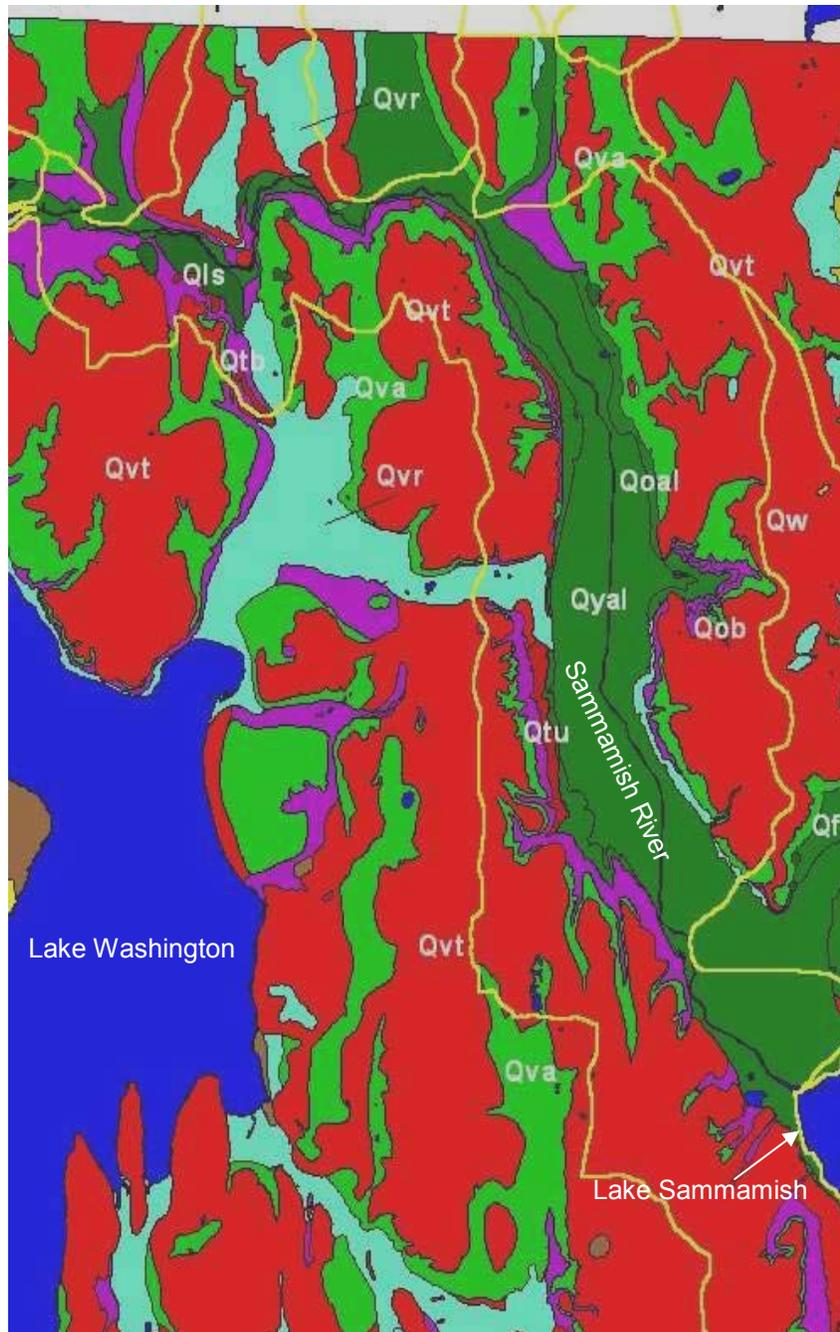 Qvr
Qva
Qls
Qvt
Qvt
Qtb
Qva
Qvt
Qvr
Qoal
Qw
Qyal
Qob
Qtu
Sammamish River
Qf
Lake Washington
Qvt
Qva
Lake Sammamish